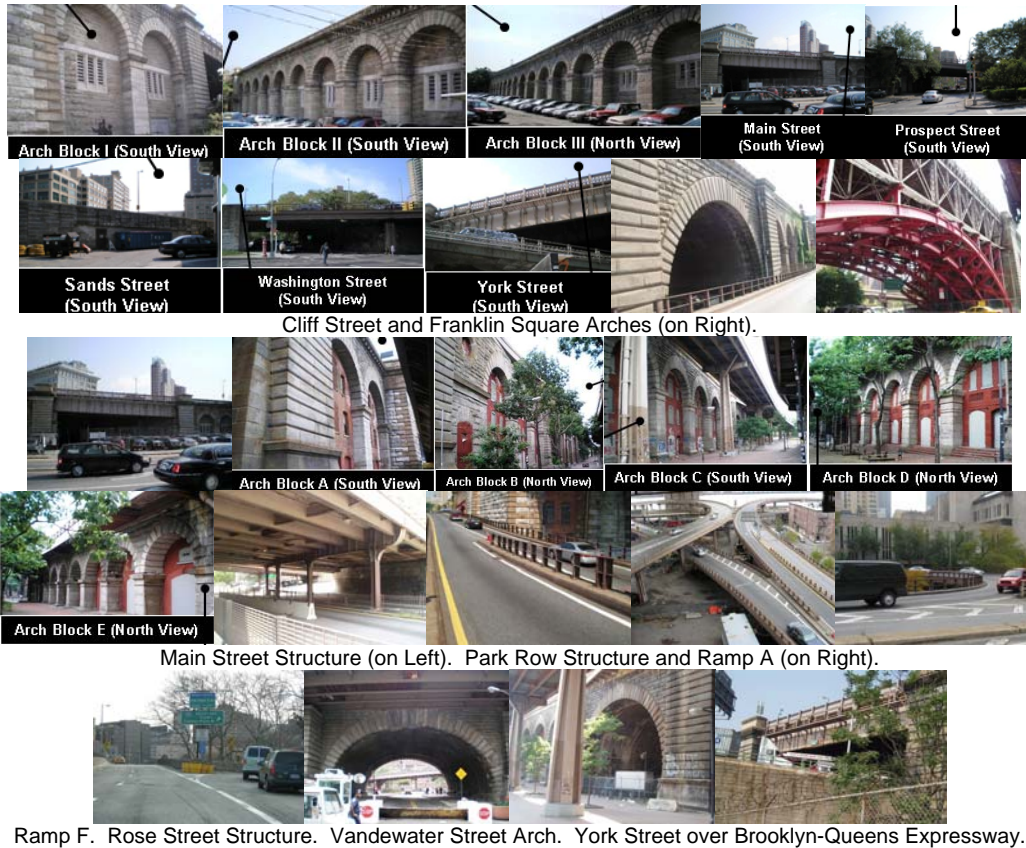 Arch Block I (South View)
Arch Block II (South View)
Arch Block III (North View)
Main Street
(South View)
Prospect Street
(South View)
Sands Street
(South View)
Washington Street
(South View)
York Street
(South View)
Cliff Street and Franklin Square Arches (on Right).
Arch Block A (South View)
Arch Block B (North View)
Arch Block C (South View)
Arch Block D (North View)
Arch Block E (North View)
Main Street Structure (on Left). Park Row Structure and Ramp A (on Right).
Ramp F. Rose Street Structure. Vandewater Street Arch. York Street over Brooklyn-Queens Expressway.